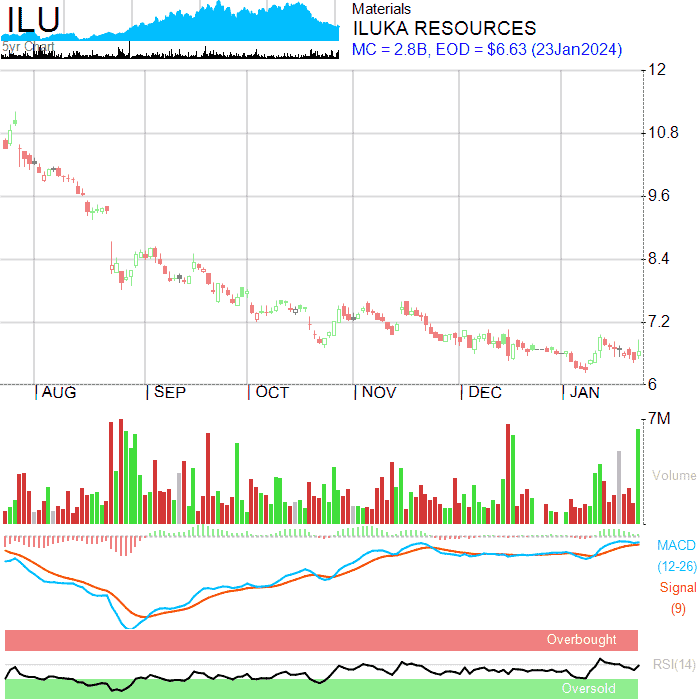 ILU
5yr Chart
Materials
ILUKA RESOURCES
MC = 2.8B, EOD = $6.63 (23Jan2024)
12
10.8
9.6
8.4
7.2
6
AUG SEP OCT NOV DEC JAN
7M
Volume
MACD
(12-26)
Signal
(9)
Overbought
RSI(14)
Oversold